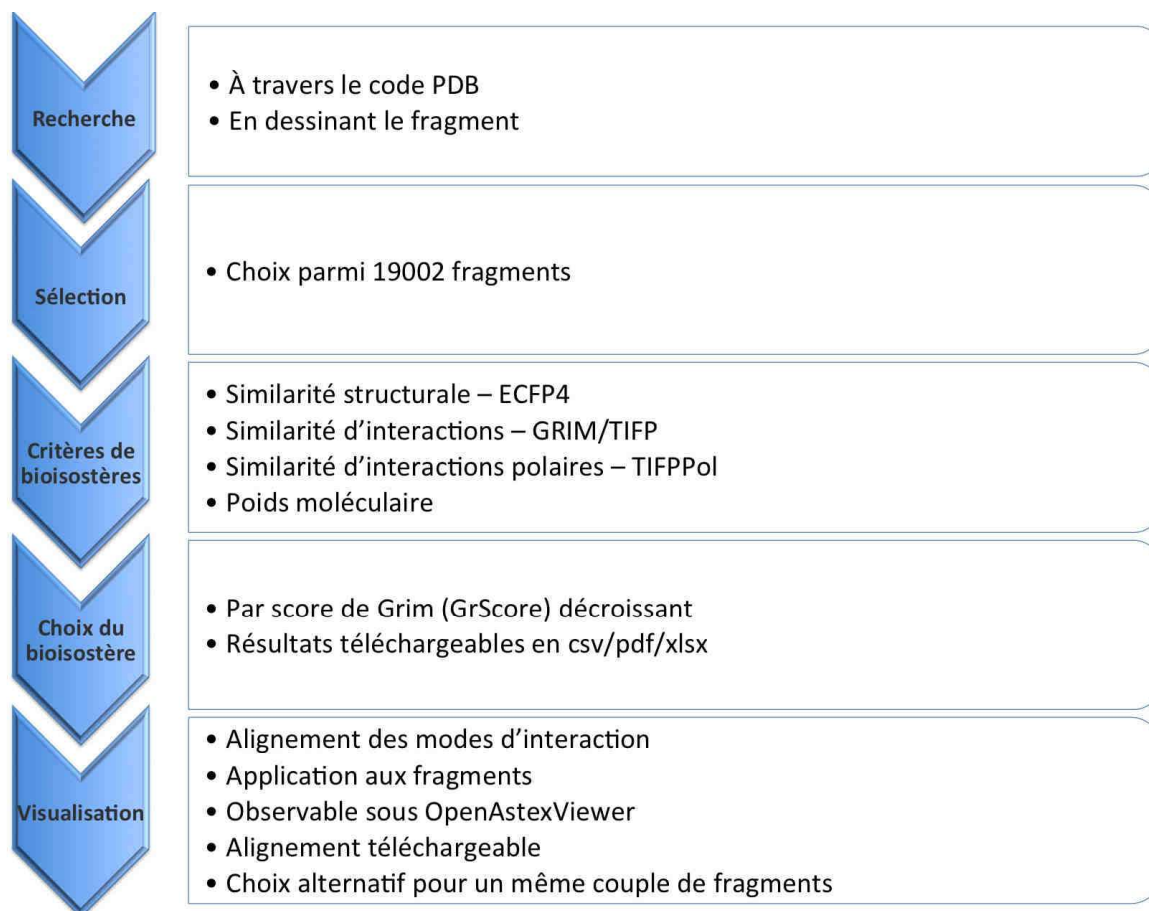 Recherche
• À travers le code PDB
• En dessinant le fragment
Sélection
• Choix parmi 19002 fragments
Critères de
bioisostères
• Similarité structurale – ECFP4
• Similarité d’interactions – GRIM/TIFP
• Similarité d’interactions polaires – TIFPPol
• Poids moléculaire
Choix du
bioisostère
• Par score de Grim (GrScore) décroissant
• Résultats téléchargeables en csv/pdf/xlsx
Visualisation
• Alignement des modes d’interaction
• Application aux fragments
• Observable sous OpenAstexViewer
• Alignement téléchargeable
• Choix alternatif pour un même couple de fragments